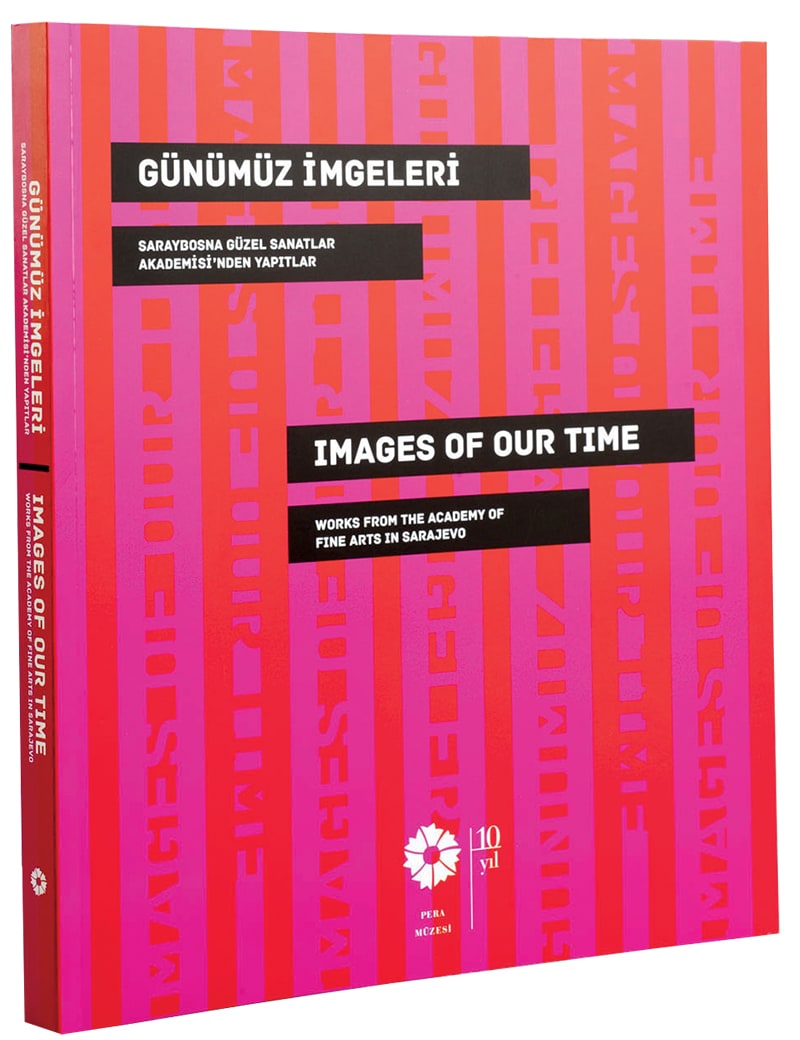 GÜNÜMÜZ İMGELERİ
SARAYBOSNA GÜZEL SANATLAR
AKADEMİSİ'NDEN YAPITLAR
IMAGES OF OUR TIME
WORKS FROM THE ACADEMY OF
FINE ARTS IN SARAJEVO
10
yıl
PERA
MÜZESİ
GÜNÜMÜZ İMGELERİ
SARAYBOSNA GÜZEL SANATLAR AKADEMİSİ'NDEN YAPITLAR
IMAGES OF OUR TIME
WORKS FROM THE ACADEMY OF FINE ARTS IN SARAJEVO